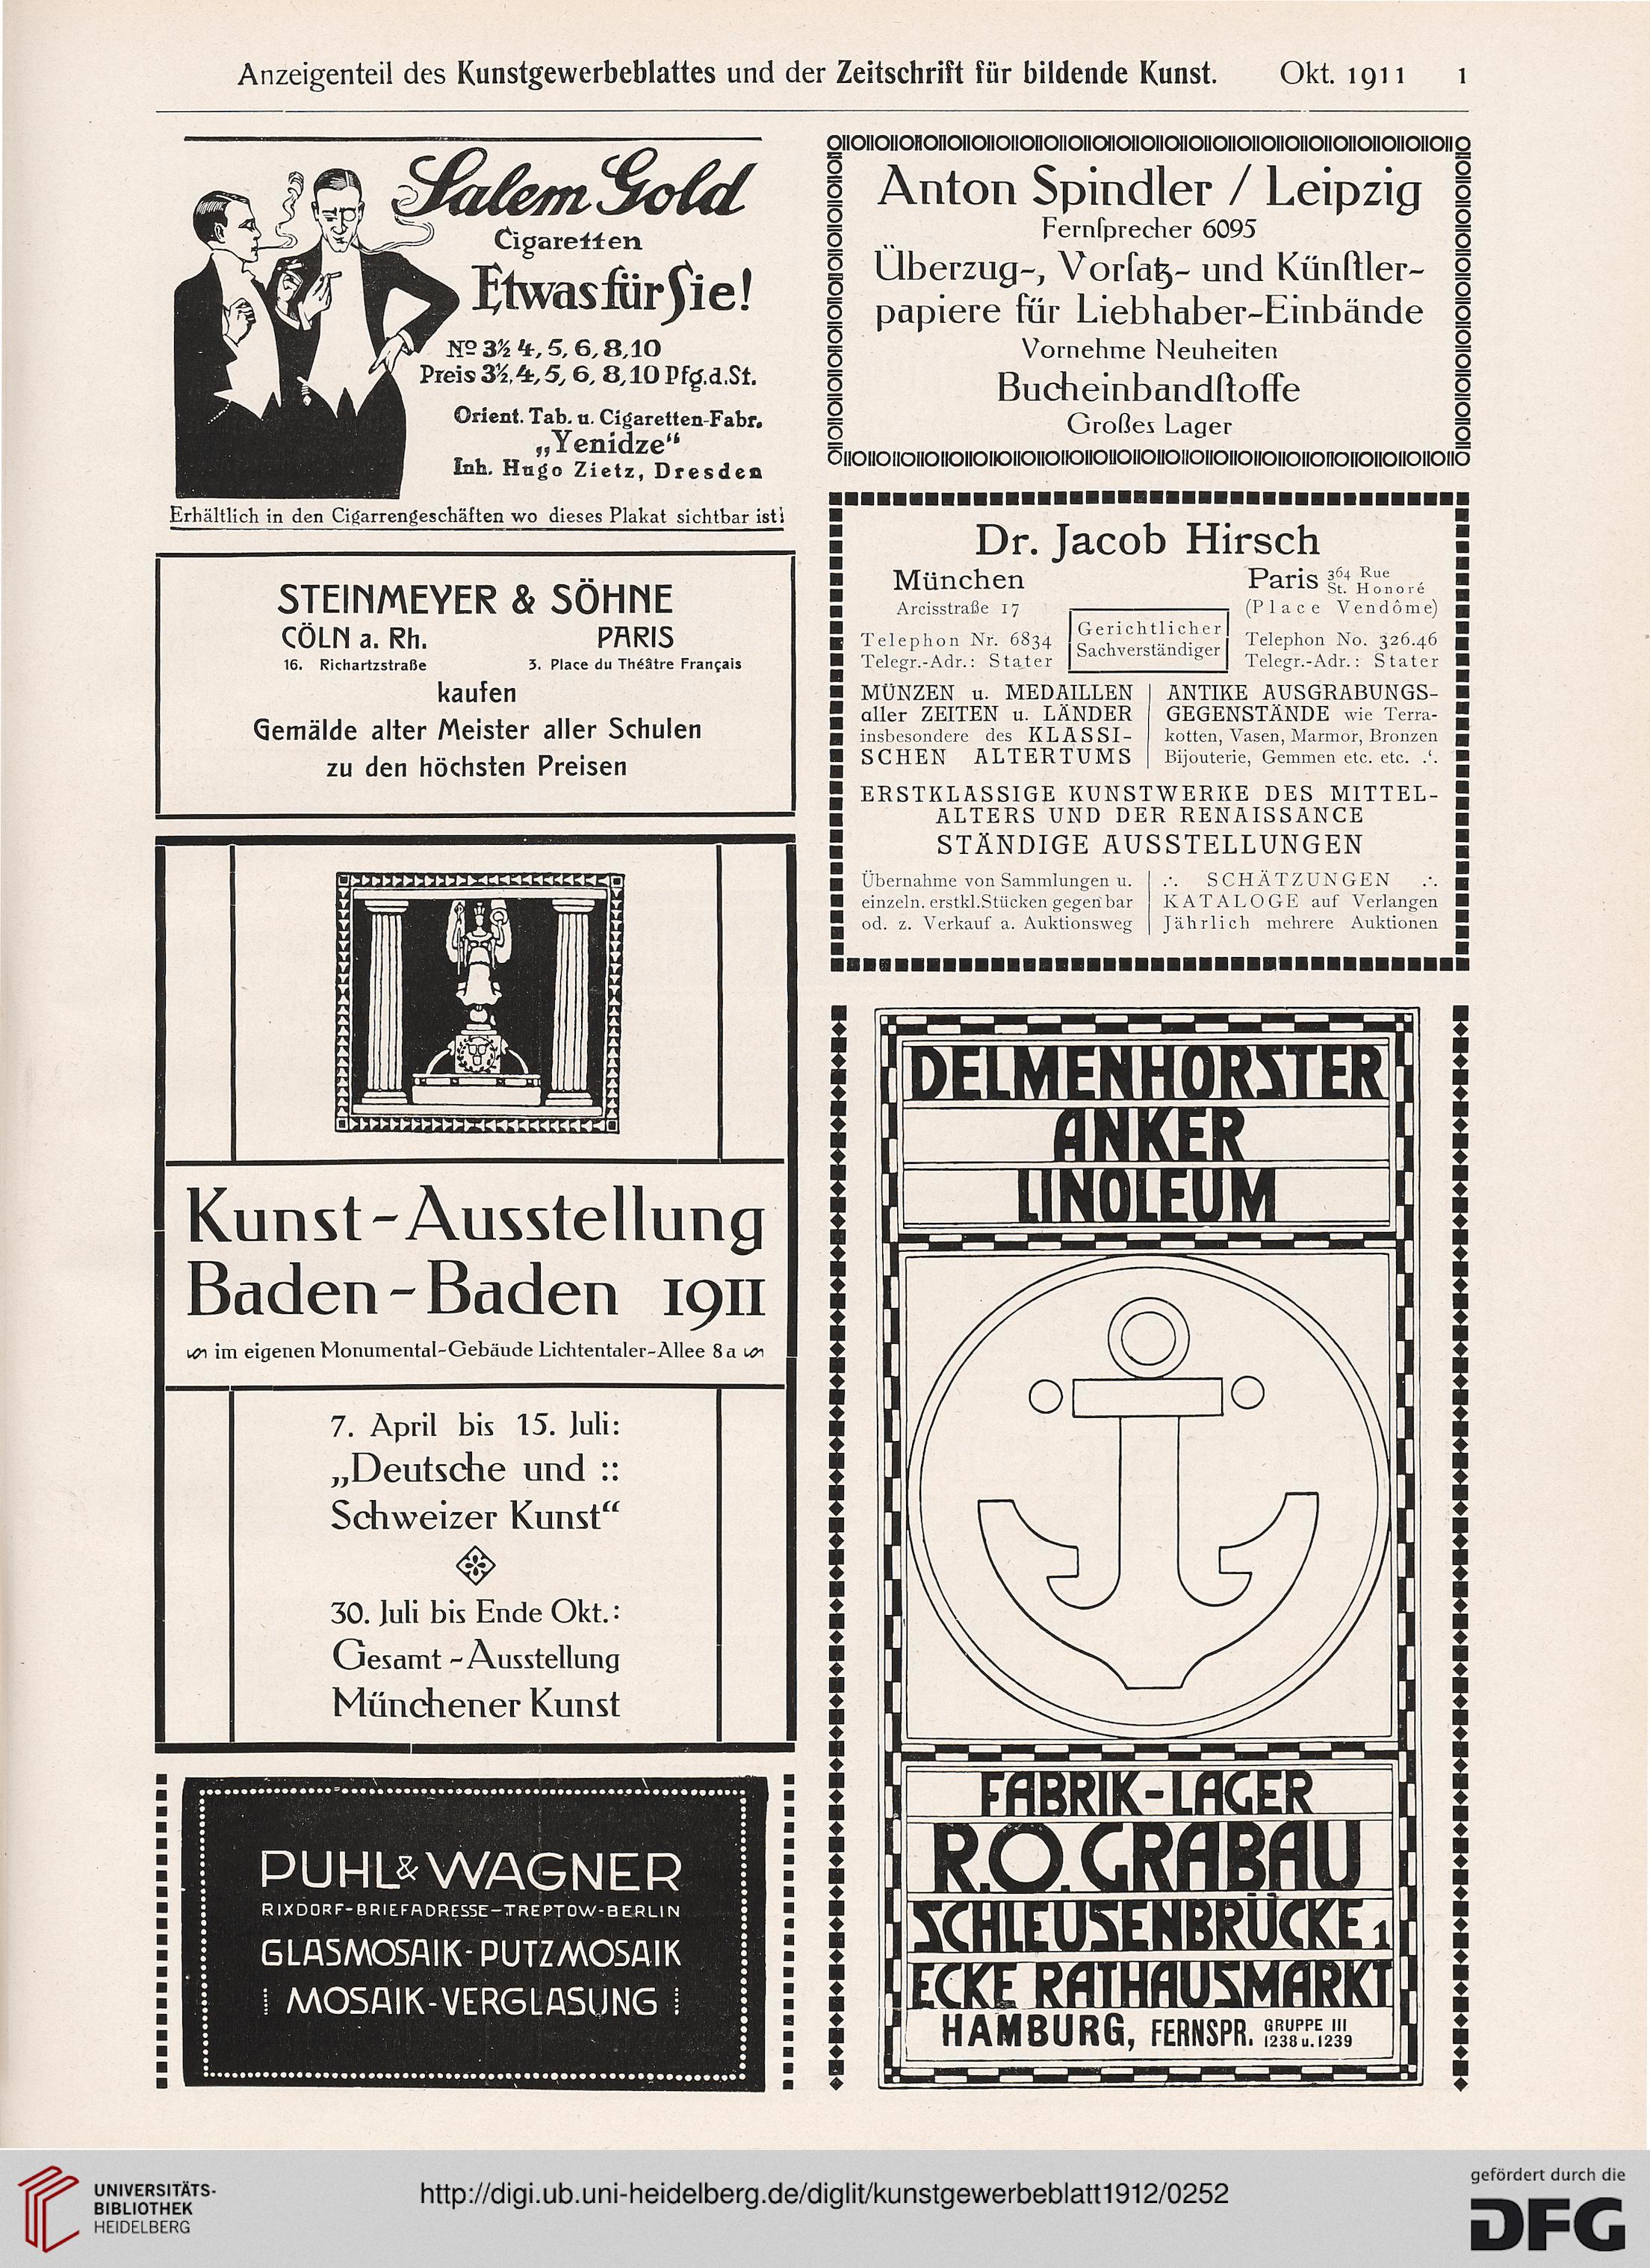 Anzeigenteil des Kunstgewerbeblattes und der Zeitschrift für bildende Kunst. Okt. 1911 1
Salem Gold
Cigaretten
Etwas für Sie!
Nº 3½ 4, 5, 6, 8, 10
Preis 3½, 4, 5, 6, 8, 10 Pfg. d. St.
Orient. Tab. u. Cigaretten-Fabr.
„Yenidze“
Inh. Hugo Zietz, Dresden
Erhältlich in den Cigarrengeschäften wo dieses Plakat sichtbar ist!
STEINMEYER & SÖHNE
CÖLN a. Rh. PARIS
16. Richartzstraße 3. Place du Théâtre Français
kaufen
Gemälde alter Meister aller Schulen
zu den höchsten Preisen
Kunst-Ausstellung
Baden-Baden 1911
im eigenen Monumental-Gebäude Lichtentaler-Allee 8a
7. April bis 15. Juli:
„Deutsche und ::
Schweizer Kunst“
30. Juli bis Ende Okt.:
Gesamt-Ausstellung
Münchener Kunst
PUHL & WAGNER
RIXDORF-BRIEFADRESSE-TREPTOW-BERLIN
GLASMOSAIK-PUTZMOSAIK
MOSAIK-VERGLASUNG
Anton Spindler / Leipzig
Fernſprecher 6095
Überzug-, Vorſatz- und Künſtler-
papiere für Liebhaber-Einbände
Vornehme Neuheiten
Bucheinbandſtoffe
Großes Lager
Dr. Jacob Hirsch
München Paris 364 Rue St. Honoré
Arcisstraße 17 (Place Vendôme)
Gerichtlicher Sachverständiger
Telephon Nr. 6834 Telephon No. 326.46
Telegr.-Adr.: Stater Telegr.-Adr.: Stater
MÜNZEN u. MEDAILLEN
aller ZEITEN u. LÄNDER
insbesondere des KLASSI-
SCHEN ALTERTUMS
ANTIKE AUSGRABUNGS-
GEGENSTÄNDE wie Terra-
kotten, Vasen, Marmor, Bronzen
Bijouterie, Gemmen etc. etc. .·.
ERSTKLASSIGE KUNSTWERKE DES MITTEL-
ALTERS UND DER RENAISSANCE
STÄNDIGE AUSSTELLUNGEN
Übernahme von Sammlungen u.
einzeln. erstkl. Stücken gegen bar
od. z. Verkauf a. Auktionsweg
.·. SCHÄTZUNGEN .·.
KATALOGE auf Verlangen
Jährlich mehrere Auktionen
DELMENHORSTER
ANKER
LINOLEUM
FABRIK-LAGER
R.O. GRABAU
SCHLEUSENBRÜCKE 1
ECKE RATHAUSMARKT
HAMBURG, FERNSPR. GRUPPE III 1238 u. 1239
UNIVERSITÄTS-
BIBLIOTHEK
HEIDELBERG
http://digi.ub.uni-heidelberg.de/diglit/kunstgewerbeblatt1912/0252
gefördert durch die
DFG